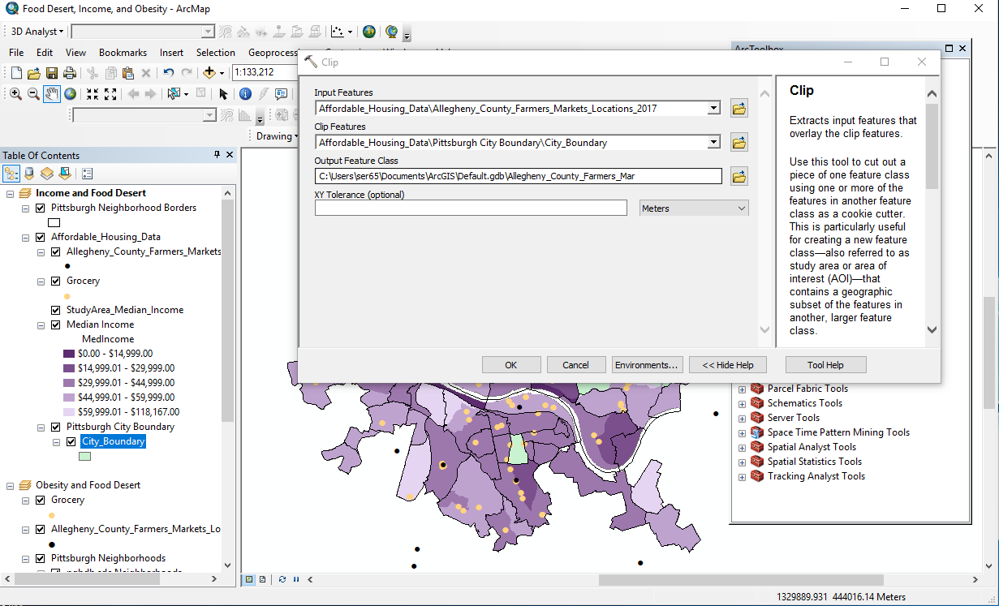 Food Desert, Income, and Obesity - ArcMap
3D Analyst
File Edit View Bookmarks Insert Selection Geoprocess
1:133,212
Drawing
Table Of Contents
Income and Food Desert
Pittsburgh Neighborhood Borders
Affordable_Housing_Data
Allegheny_County_Farmers_Markets
Grocery
StudyArea_Median_Income
Median Income
MedIncome
$0.00 - $14,999.00
$14,999.01 - $29,999.00
$29,999.01 - $44,999.00
$44,999.01 - $59,999.00
$59,999.01 - $118,167.00
Pittsburgh City Boundary
City_Boundary
Obesity and Food Desert
Grocery
Allegheny_County_Farmers_Markets_Lo
Pittsburgh Neighborhoods
Clip
Input Features
Affordable_Housing_Data\Allegheny_County_Farmers_Markets_Locations_2017
Clip Features
Affordable_Housing_Data\Pittsburgh City Boundary\City_Boundary
Output Feature Class
C:\Users\ser65\Documents\ArcGIS\Default.gdb\Allegheny_County_Farmers_Mar
XY Tolerance (optional)
Meters
OK Cancel Environments... << Hide Help Tool Help
Clip
Extracts input features that
overlay the clip features.
Use this tool to cut out a
piece of one feature class
using one or more of the
features in another feature
class as a cookie cutter.
This is particularly useful
for creating a new feature
class—also referred to as
study area or area of
interest (AOI)—that
contains a geographic
subset of the features in
another, larger feature
class.
ArcToolbox
Parcel Fabric Tools
Schematics Tools
Server Tools
Space Time Pattern Mining Tools
Spatial Analyst Tools
Spatial Statistics Tools
Tracking Analyst Tools
1329889.931 444016.14 Meters